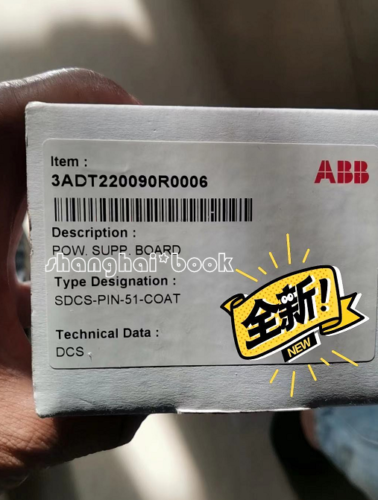 Item :
ABB
3ADT220090R0006
Description :
POW, SUPP, BOARD
shanghai*book
Type Designation :
SDCS-PIN-51-COAT
全新!
NEW
Technical Data :
DCS